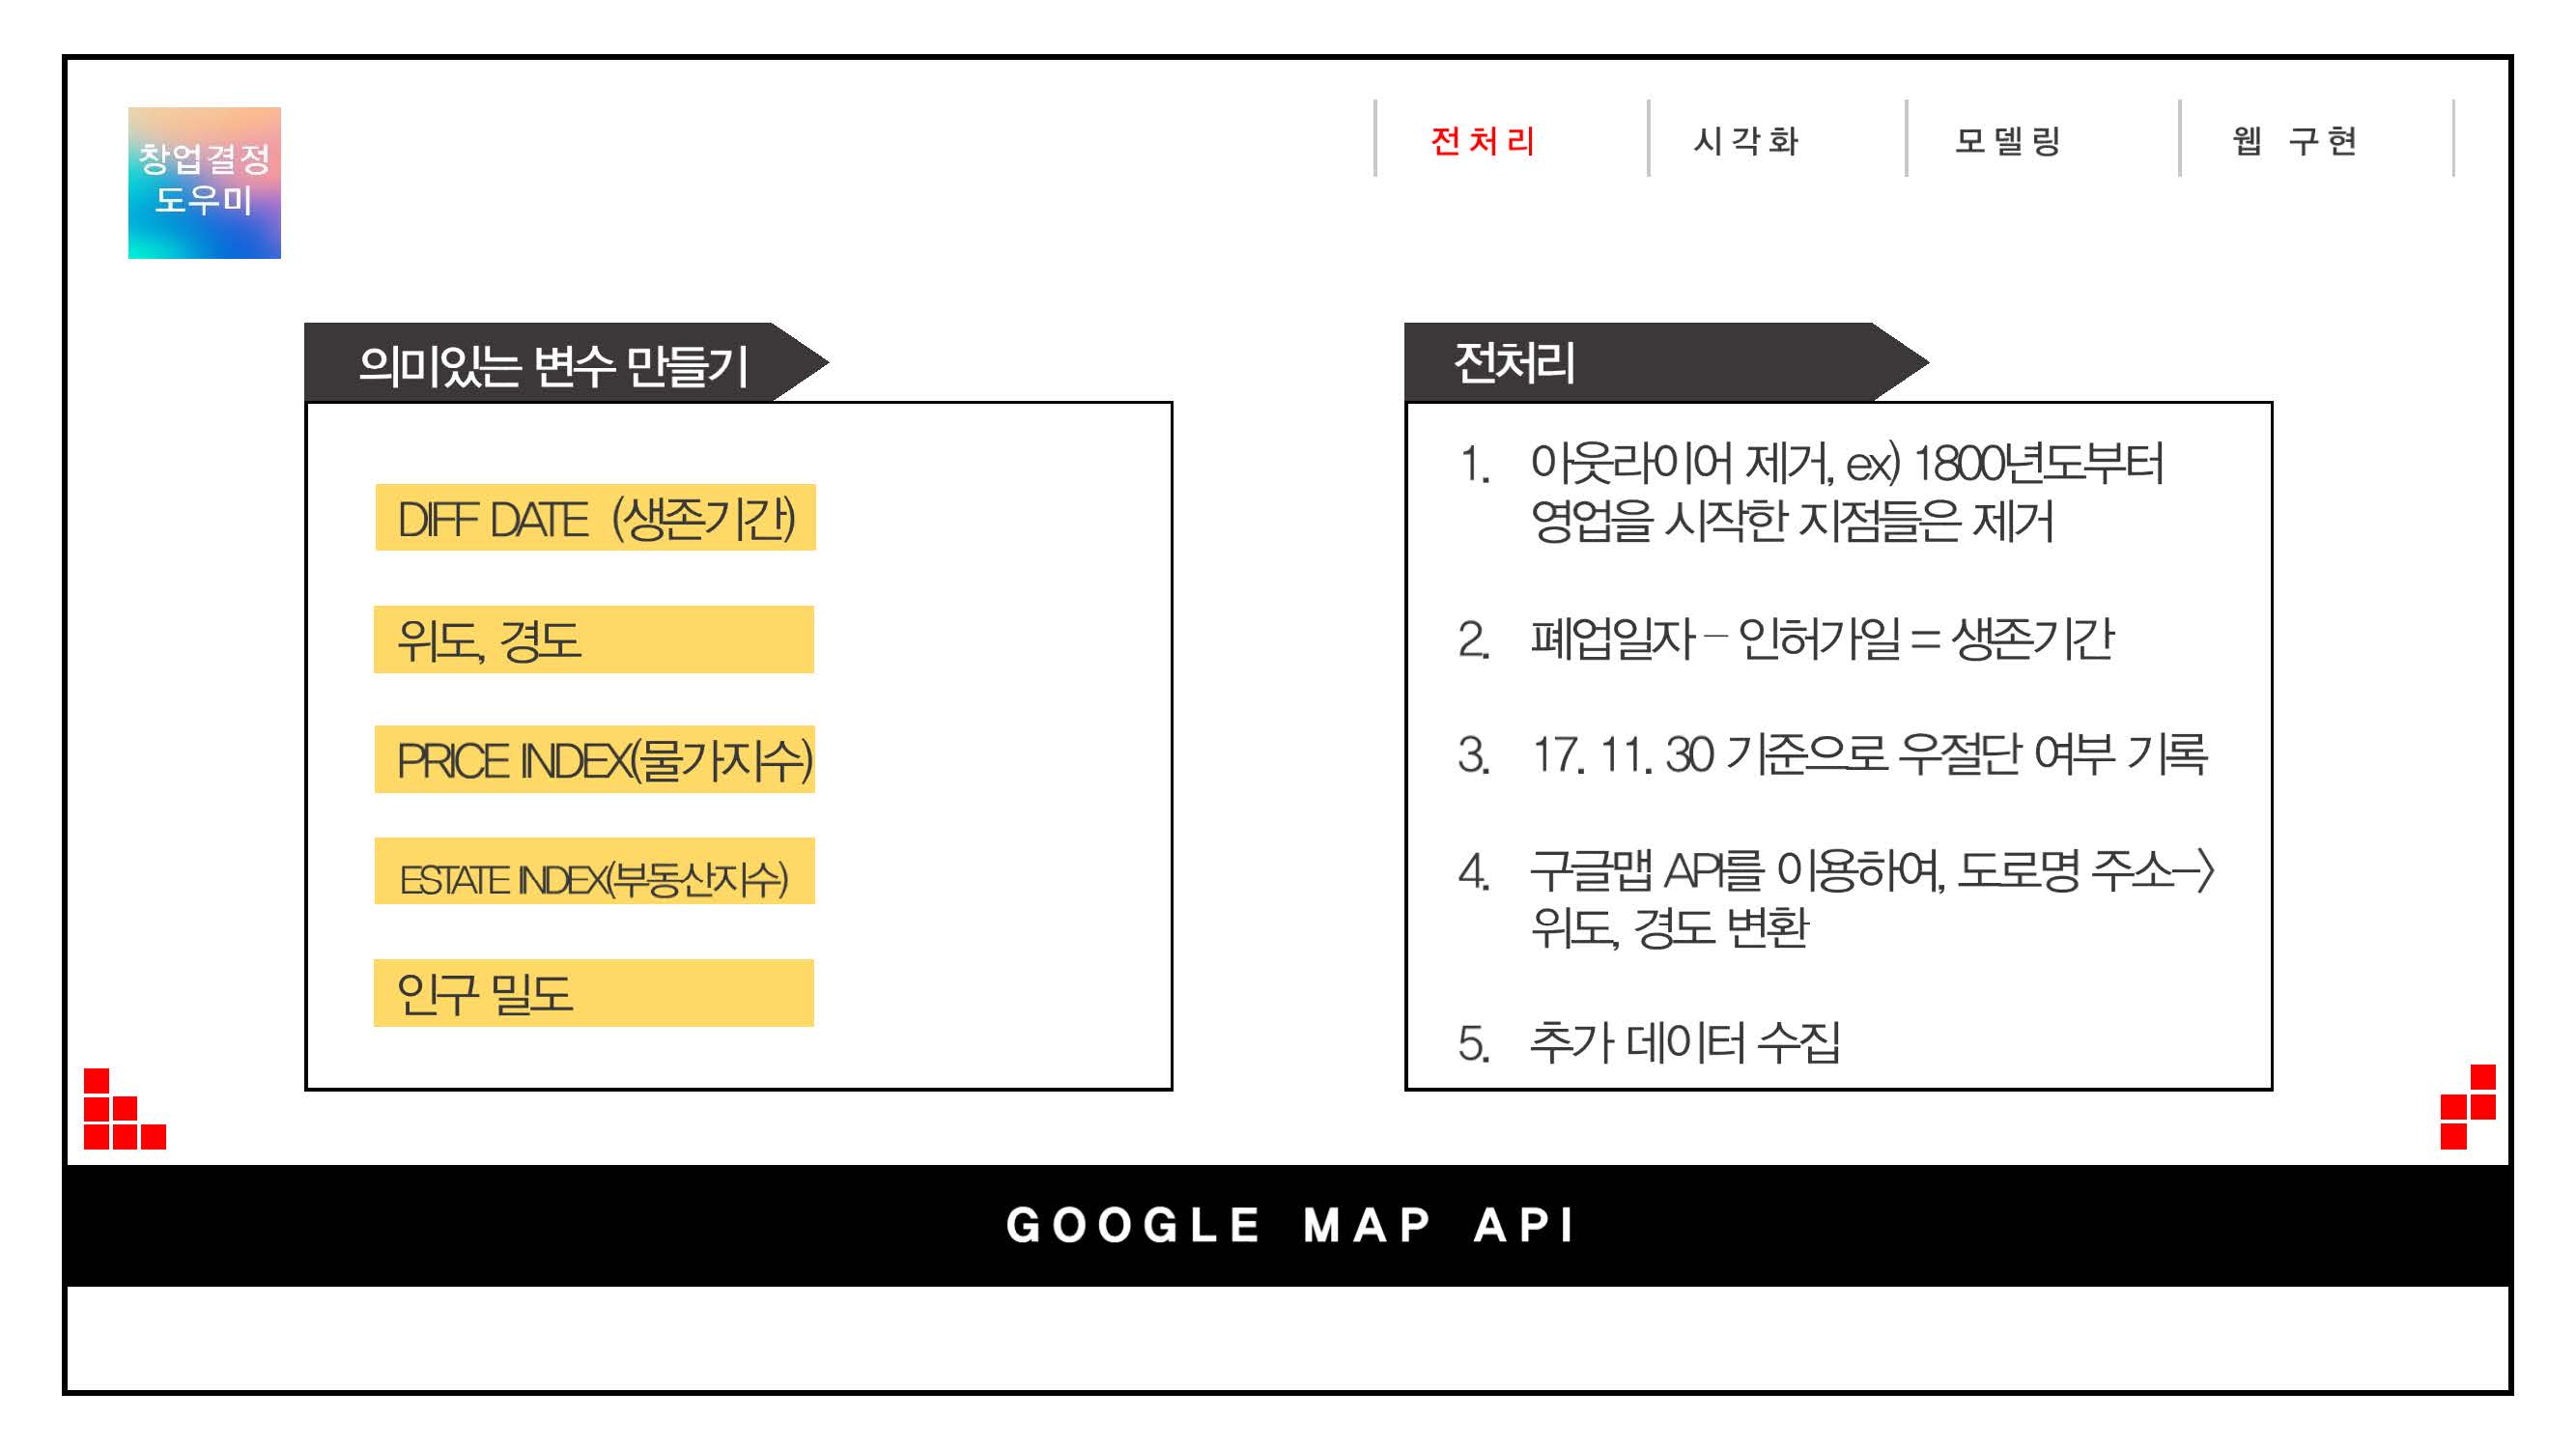 창업결정
도우미
전처리
시각화
모델링
웹 구현
의미있는 변수 만들기
DIFF DATE (생존기간)
위도, 경도
PRICE INDEX(물가지수)
ESTATE INDEX(부동산지수)
인구 밀도
전처리
1. 아웃라이어 제거, ex) 1800년도부터
영업을 시작한 지점들은 제거
2. 폐업일자 – 인허가일 = 생존기간
3. 17. 11. 30 기준으로 우절단 여부 기록
4. 구글맵 API를 이용하여, 도로명 주소->
위도, 경도 변환
5. 추가 데이터 수집
GOOGLE MAP API